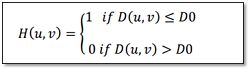 H(u,v) = {1 if D(u,v) ≤ D0
0 if D(u,v) > D0